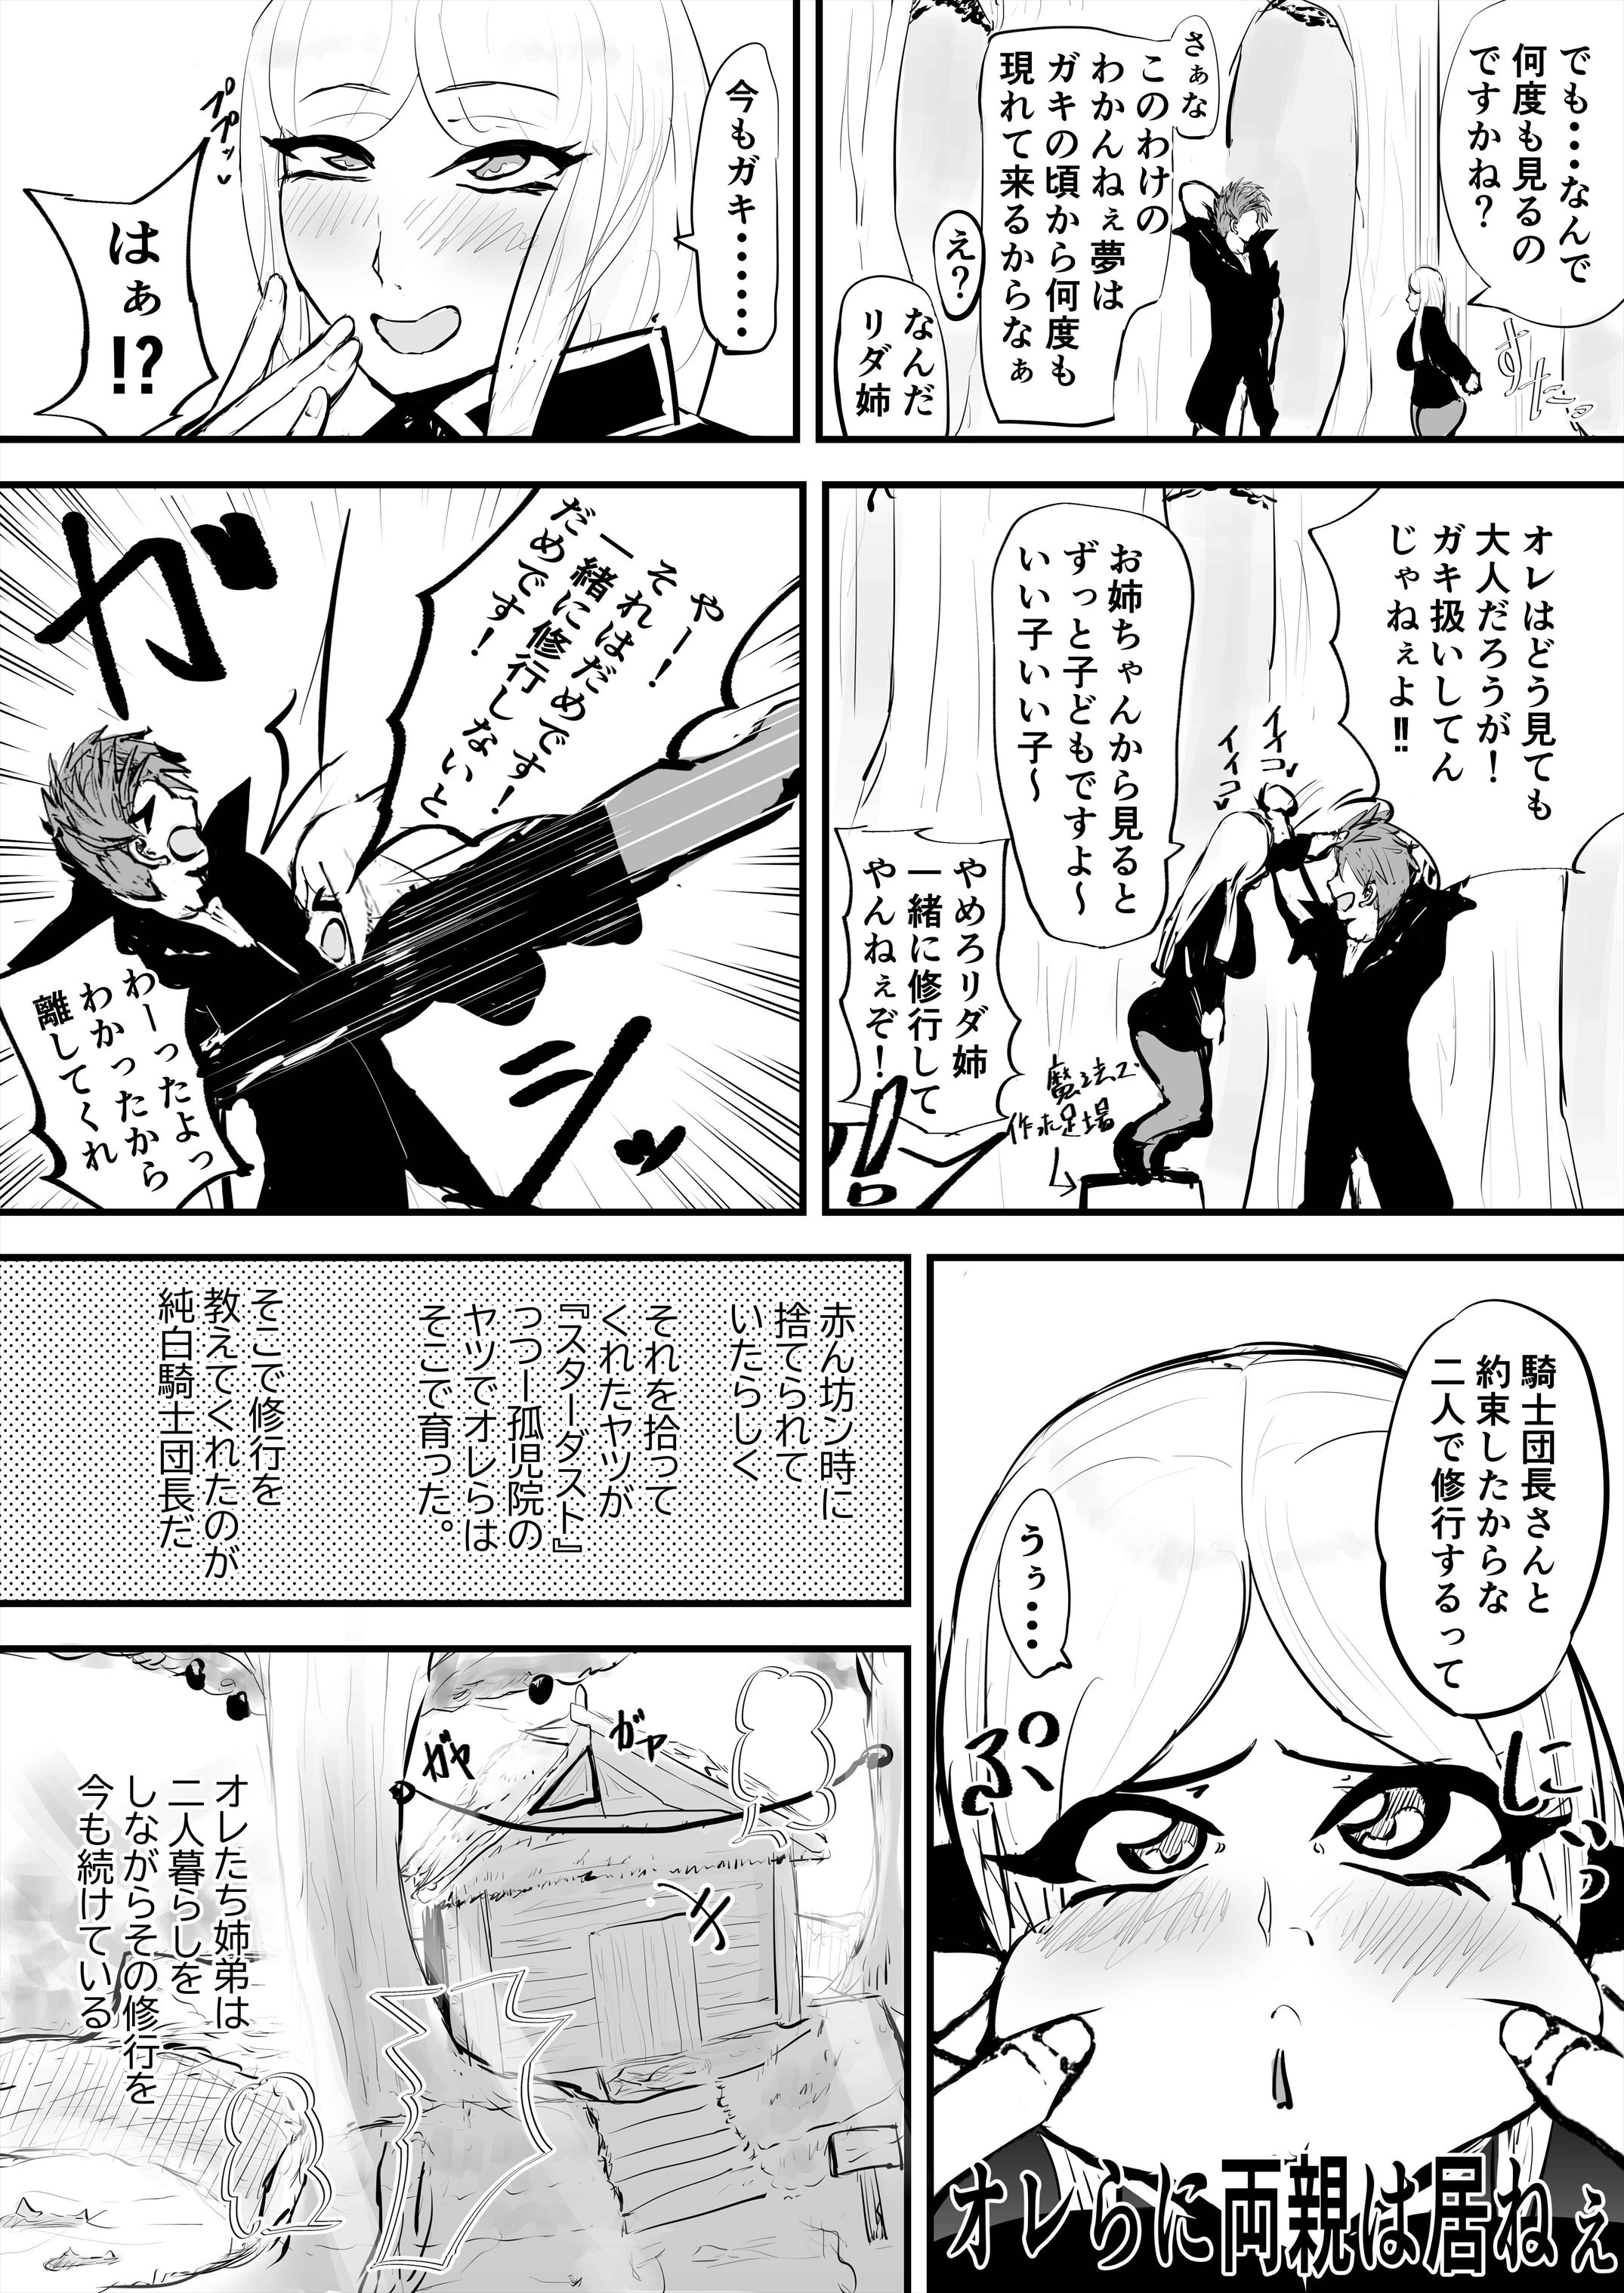 でも・・・なんで
何度も見るの
ですかね？
さぁな
このわけの
わかんねぇ夢は
ガキの頃から何度も
現れて来るからなぁ
え？
なんだ
リダ姉
すたっ
今もガキ・・・・・・
ププッ
はぁ⁉
オレはどう見ても
大人だろうが！
ガキ扱いしてん
じゃねぇよ‼
お姉ちゃんから見ると
ずっと子どもですよ〜
いい子いい子〜
イイコ
イイコ
やめろリダ姉
一緒に修行して
やんねぇぞ！
魔法で
作った足場
やー！
それはだめです！
一緒に修行しないと
だめです！
ガシッ
わーったよっ
わかったから
離してくれ
騎士団長さんと
約束したからな
二人で修行するって
うぅ・・・・
ぷにぃっ
オレらに両親は居ねぇ
赤ん坊ン時に
捨てられて
いたらしく
それを拾って
くれたヤツが
『スターダスト』
っつー孤児院の
ヤツでオレらは
そこで育った。
そこで修行を
教えてくれたのが
純白騎士団長だ
ガヤ
ガヤ
オレたち姉弟は
二人暮らしを
しながらその修行を
今も続けている